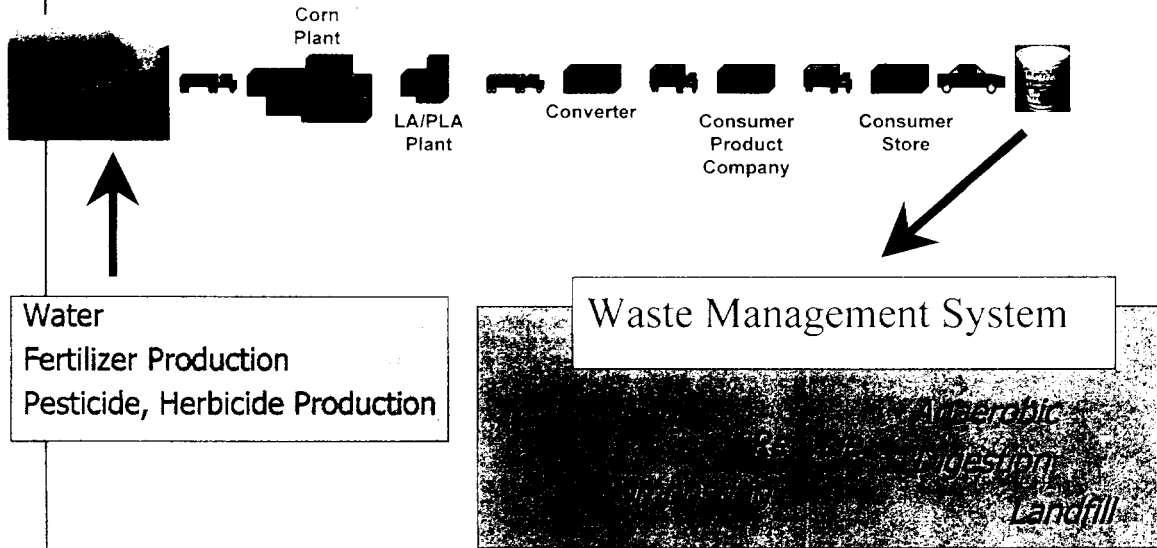 Corn
Plant
LA/PLA
Plant
Converter
Consumer
Product
Company
Consumer
Store
Water
Fertilizer Production
Pesticide, Herbicide Production
Waste Management System
Anaerobic
Digestion
Landfill